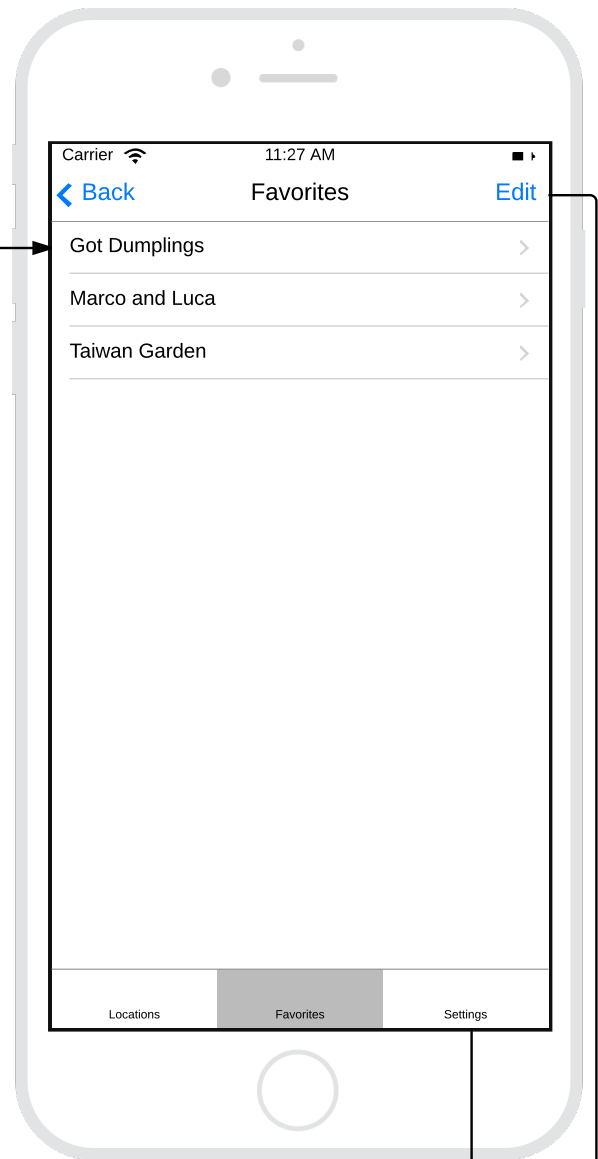 Carrier 11:27 AM
Back Favorites Edit
Got Dumplings
Marco and Luca
Taiwan Garden
Locations Favorites Settings